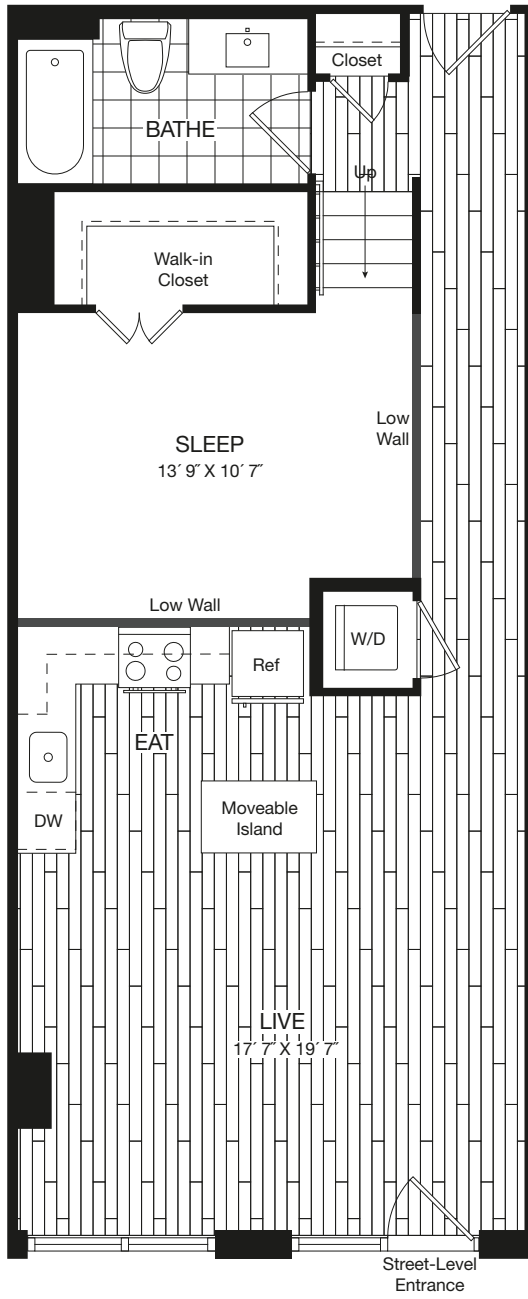 Closet
BATHE
Up
Walk-in
Closet
Low
Wall
SLEEP
13´ 9˝ X 10´ 7˝
Low Wall
W/D
Ref
EAT
Moveable
Island
DW
LIVE
17´ 7˝ X 19´ 7˝
Street-Level
Entrance